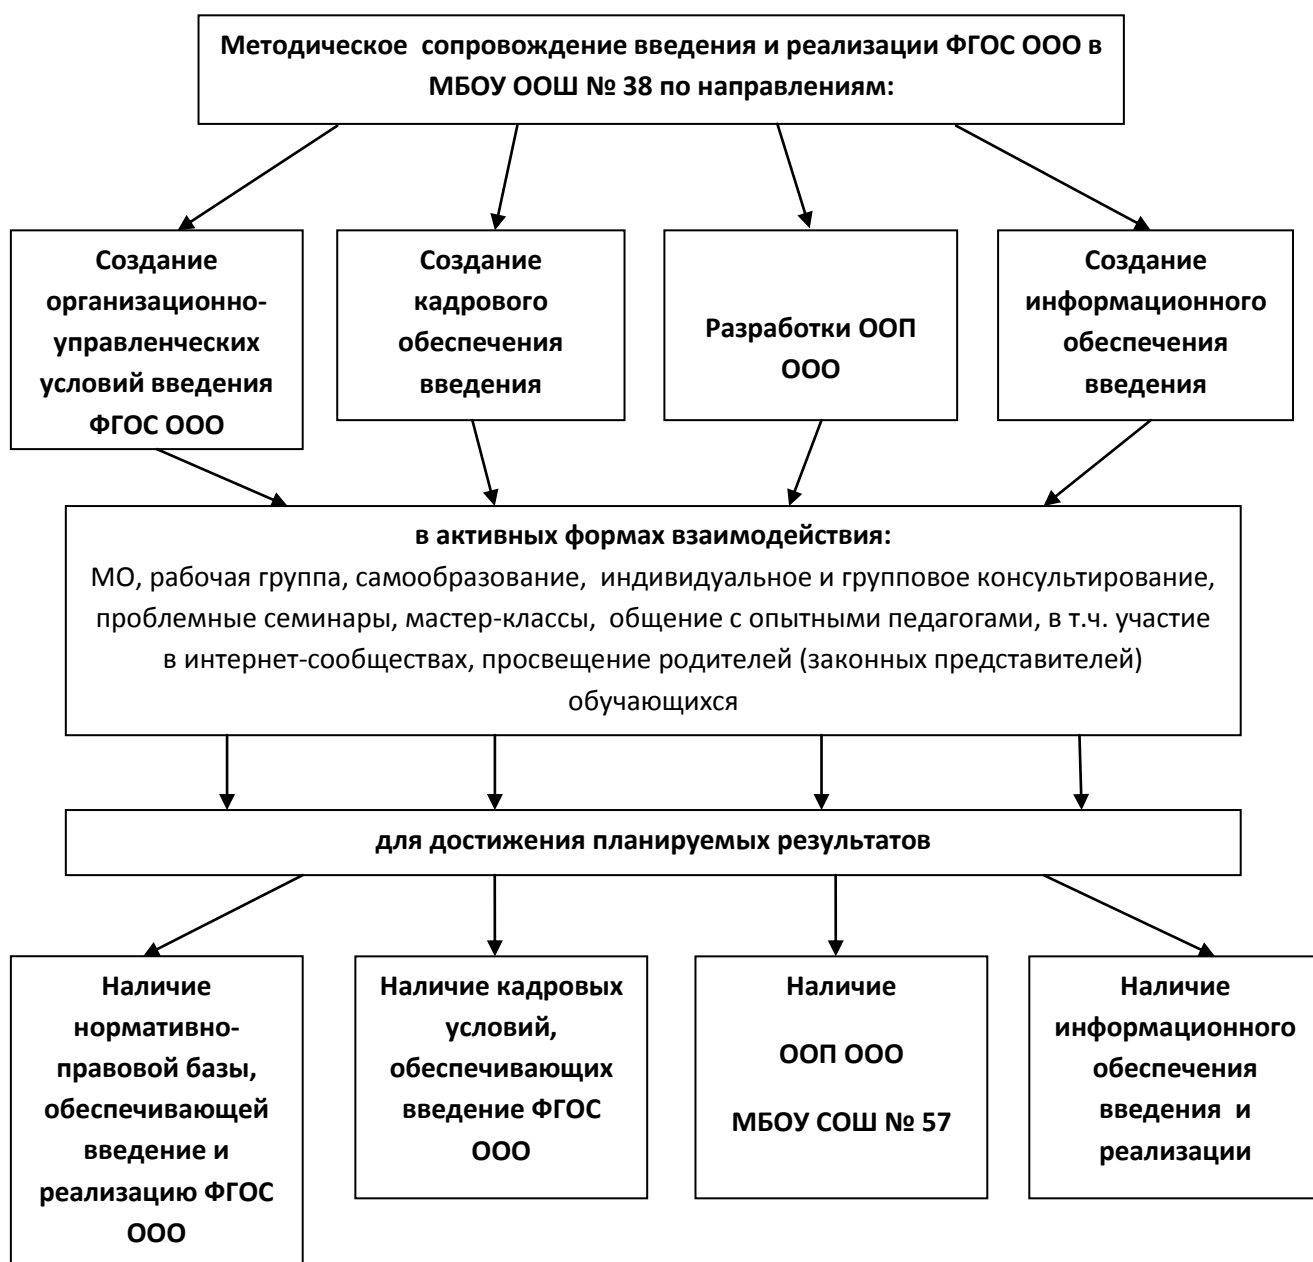 Методическое сопровождение введения и реализации ФГОС ООО в
МБОУ ООШ № 38 по направлениям:
Создание
организационно-
управленческих
условий введения
ФГОС ООО
Создание
кадрового
обеспечения
введения
Разработки ООП
ООО
Создание
информационного
обеспечения
введения
в активных формах взаимодействия:
МО, рабочая группа, самообразование, индивидуальное и групповое консультирование,
проблемные семинары, мастер-классы, общение с опытными педагогами, в т.ч. участие
в интернет-сообществах, просвещение родителей (законных представителей)
обучающихся
для достижения планируемых результатов
Наличие
нормативно-
правовой базы,
обеспечивающей
введение и
реализацию ФГОС
ООО
Наличие кадровых
условий,
обеспечивающих
введение ФГОС
ООО
Наличие
ООП ООО
МБОУ СОШ № 57
Наличие
информационного
обеспечения
введения и
реализации